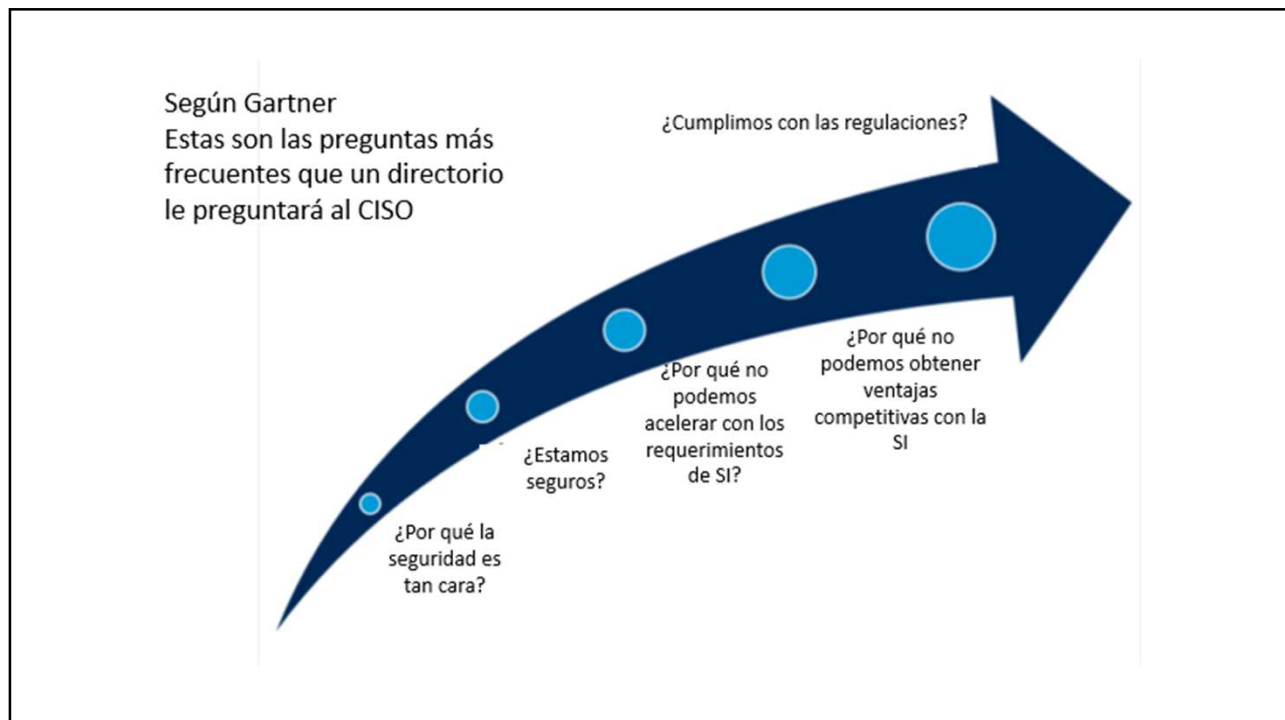 Según Gartner
Estas son las preguntas más
frecuentes que un directorio
le preguntará al CISO
¿Cumplimos con las regulaciones?
¿Por qué no
podemos obtener
ventajas
competitivas con la
SI
¿Por qué no
podemos
acelerar con los
requerimientos
de SI?
¿Estamos
seguros?
¿Por qué la
seguridad es
tan cara?